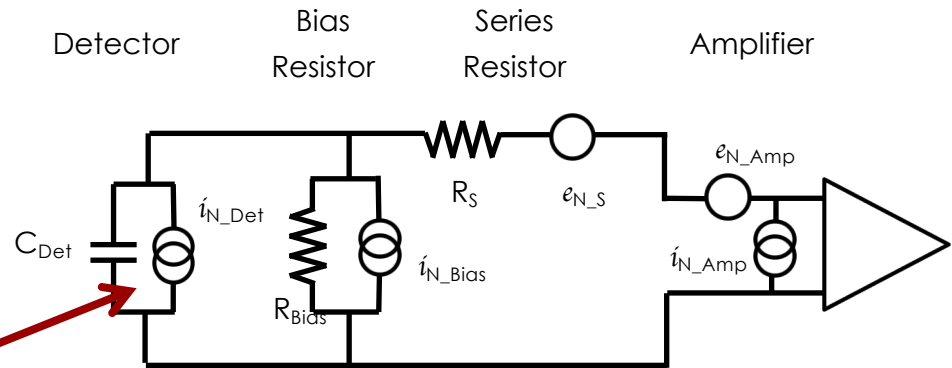 Detector
Bias
Resistor
Series
Resistor
Amplifier
C_Det
i_N_Det
R_Bias
i_N_Bias
R_S
e_N_S
e_N_Amp
i_N_Amp